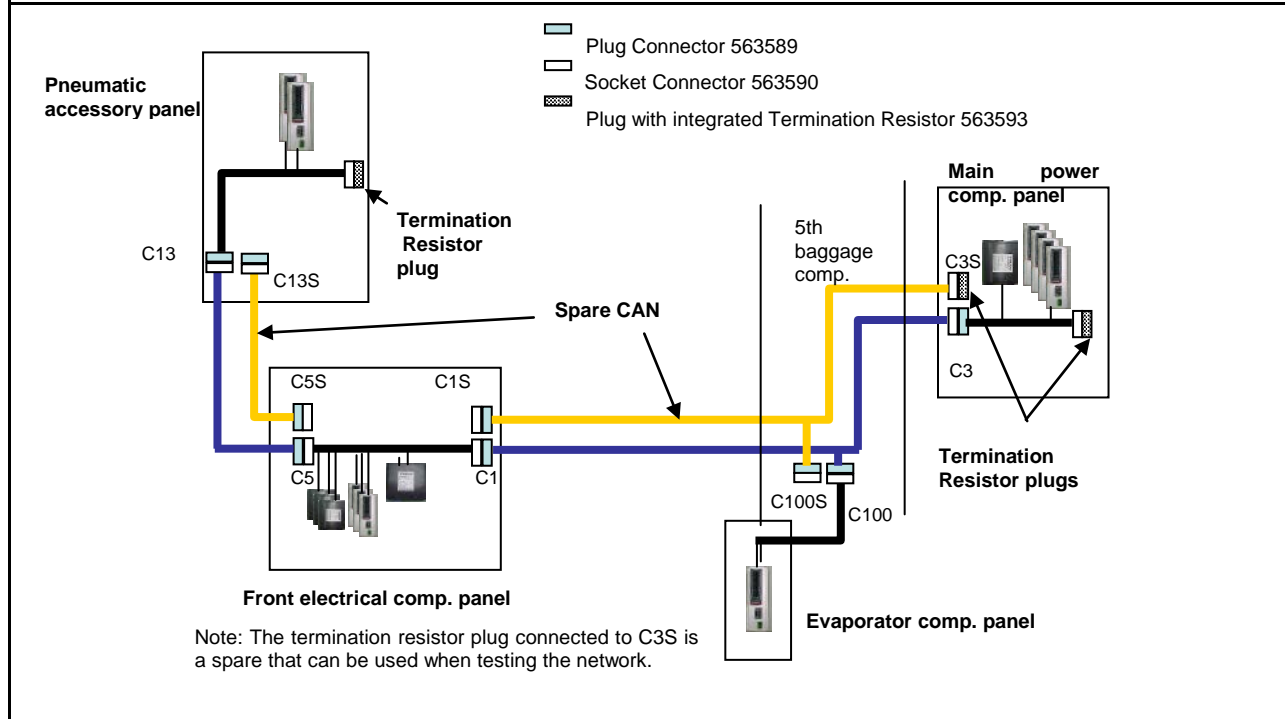 Plug Connector 563589
Socket Connector 563590
Plug with integrated Termination Resistor 563593
Pneumatic
accessory panel
Termination
Resistor
plug
C13
C13S
Spare CAN
5th
baggage
comp.
Main power
comp. panel
C3S
C3
C5S
C1S
C5
C1
C100S
C100
Termination
Resistor plugs
Front electrical comp. panel
Evaporator comp. panel
Note: The termination resistor plug connected to C3S is
a spare that can be used when testing the network.